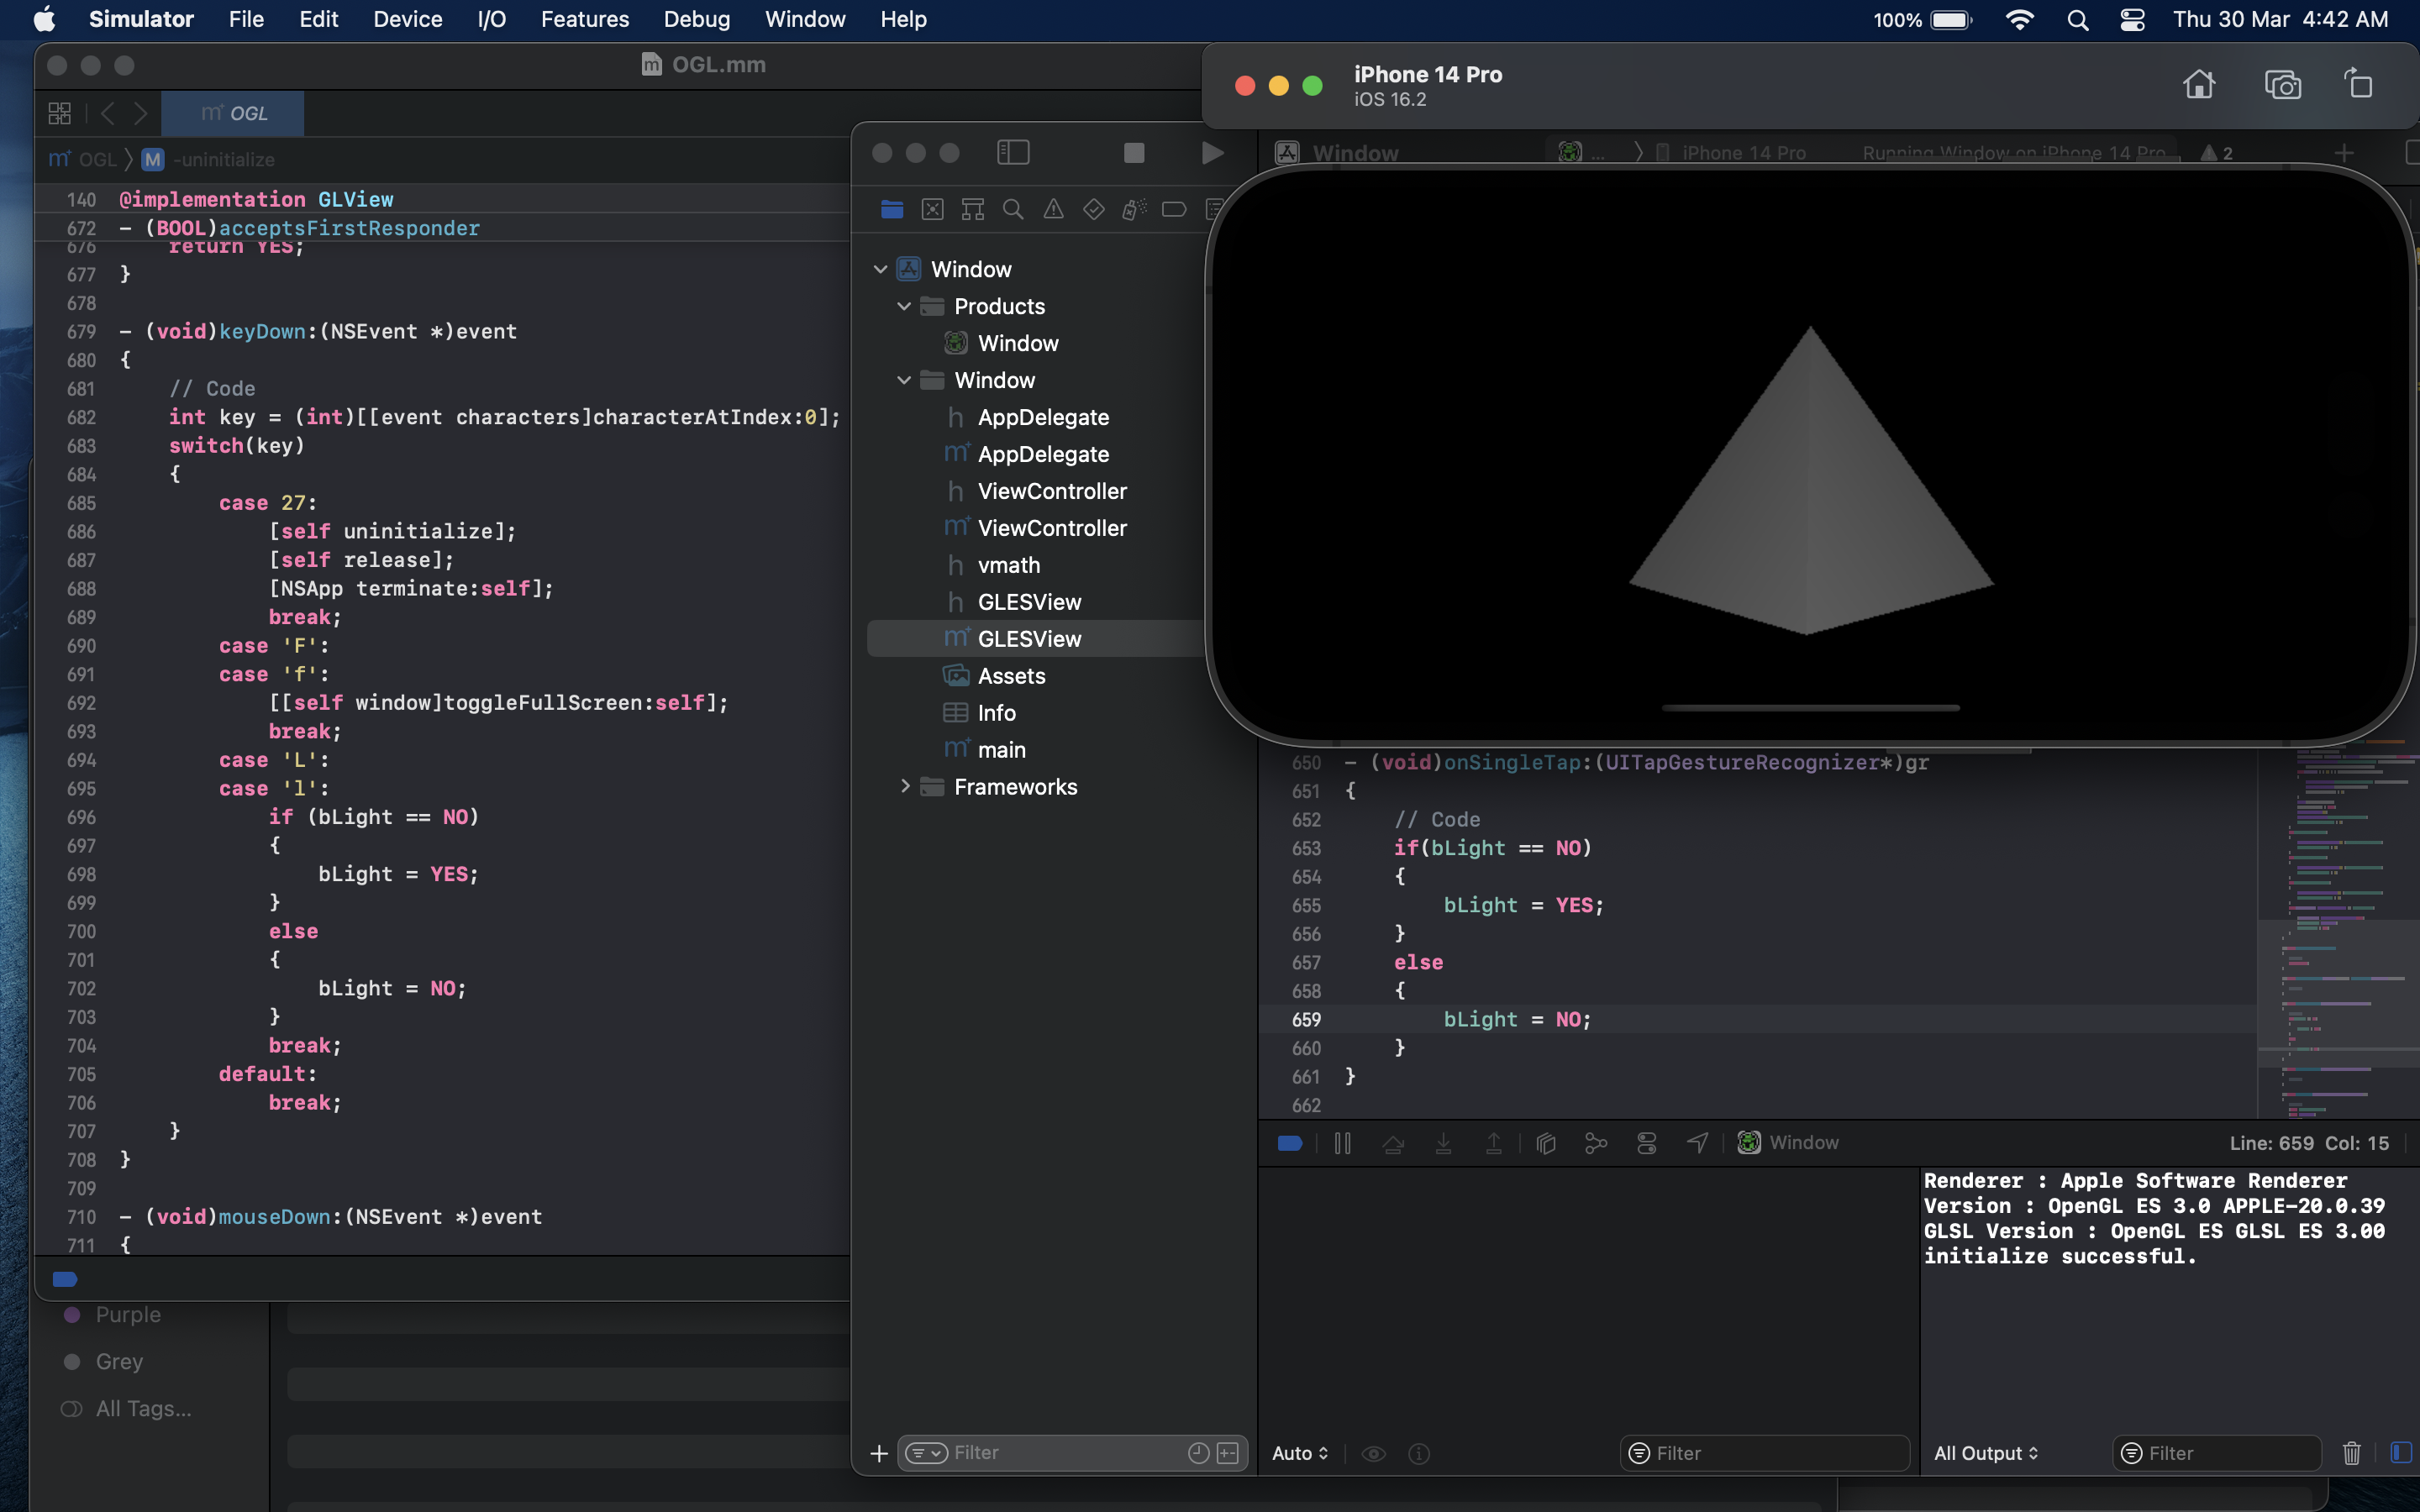 Simulator File Edit Device I/O Features Debug Window Help 100% Thu 30 Mar 4:42 AM
OGL.mm
OGL
OGL M -uninitialize
140 @implementation GLView
672 - (BOOL)acceptsFirstResponder
676 return YES;
677 }
678
679 - (void)keyDown:(NSEvent *)event
680 {
681 // Code
682 int key = (int)[[event characters]characterAtIndex:0];
683 switch(key)
684 {
685 case 27:
686 [self uninitialize];
687 [self release];
688 [NSApp terminate:self];
689 break;
690 case 'F':
691 case 'f':
692 [[self window]toggleFullScreen:self];
693 break;
694 case 'L':
695 case 'l':
696 if (bLight == NO)
697 {
698 bLight = YES;
699 }
700 else
701 {
702 bLight = NO;
703 }
704 break;
705 default:
706 break;
707 }
708 }
709
710 - (void)mouseDown:(NSEvent *)event
711 {
Purple
Grey
All Tags...
iPhone 14 Pro
iOS 16.2
Window ... iPhone 14 Pro Running Window on iPhone 14 Pro 2
Window
Products
Window
Window
h AppDelegate
m AppDelegate
h ViewController
m ViewController
h vmath
h GLESView
m GLESView
Assets
Info
m main
Frameworks
Filter
650 - (void)onSingleTap:(UITapGestureRecognizer*)gr
651 {
652 // Code
653 if(bLight == NO)
654 {
655 bLight = YES;
656 }
657 else
658 {
659 bLight = NO;
660 }
661 }
662
Window Line: 659 Col: 15
Renderer : Apple Software Renderer
Version : OpenGL ES 3.0 APPLE-20.0.39
GLSL Version : OpenGL ES GLSL ES 3.00
initialize successful.
Auto Filter All Output Filter